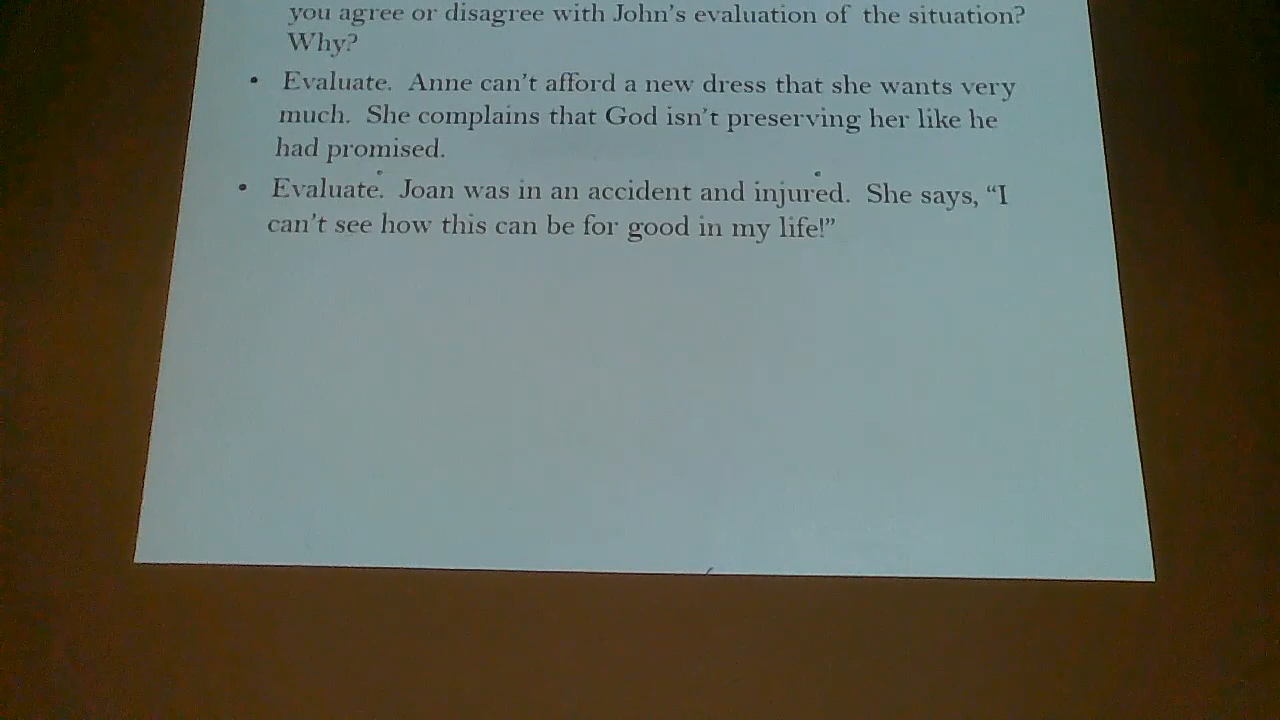 you agree or disagree with John's evaluation of the situation?
Why?
• Evaluate. Anne can't afford a new dress that she wants very
much. She complains that God isn't preserving her like he
had promised.
• Evaluate. Joan was in an accident and injured. She says, “I
can't see how this can be for good in my life!”